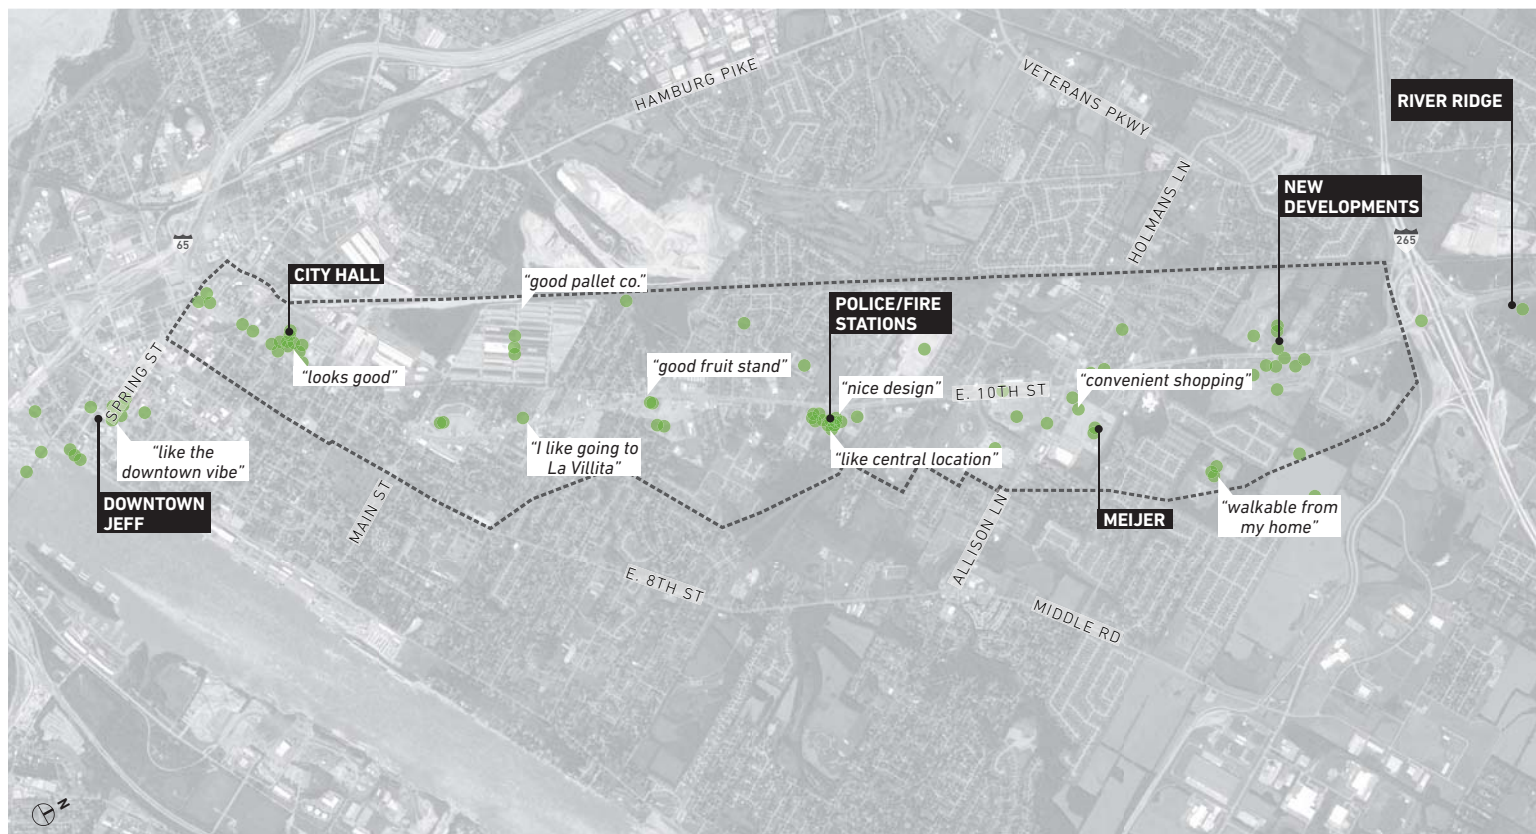 HAMBURG PIKE
VETERANS PKWY
RIVER RIDGE
HOLMANS LN
NEW
DEVELOPMENTS
65
265
CITY HALL
“good pallet co.”
POLICE/FIRE
STATIONS
SPRING ST
“looks good”
“good fruit stand”
“nice design”
E. 10TH ST
“convenient shopping”
“like the
downtown vibe”
“I like going to
La Villita”
“like central location”
DOWNTOWN
JEFF
MAIN ST
ALLISON LN
MEIJER
“walkable from
my home”
E. 8TH ST
MIDDLE RD
N